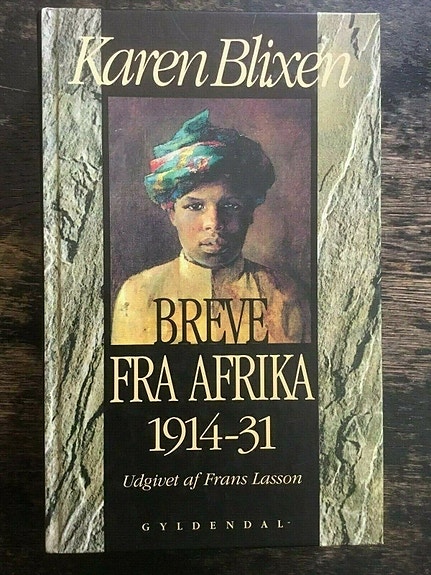 Karen Blixen
BREVE
FRA AFRIKA
1914-31
Udgivet af Frans Lasson
GYLDENDAL